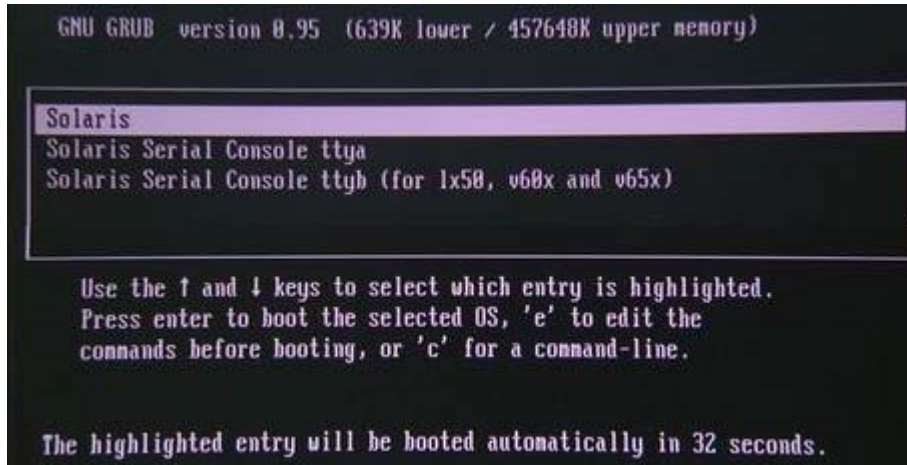 GNU GRUB version 0.95 (639K lower / 457648K upper memory)
Solaris
Solaris Serial Console ttya
Solaris Serial Console ttyb (for lx50, v60x and v65x)
Use the ↑ and ↓ keys to select which entry is highlighted.
Press enter to boot the selected OS, 'e' to edit the
commands before booting, or 'c' for a command-line.
The highlighted entry will be booted automatically in 32 seconds.